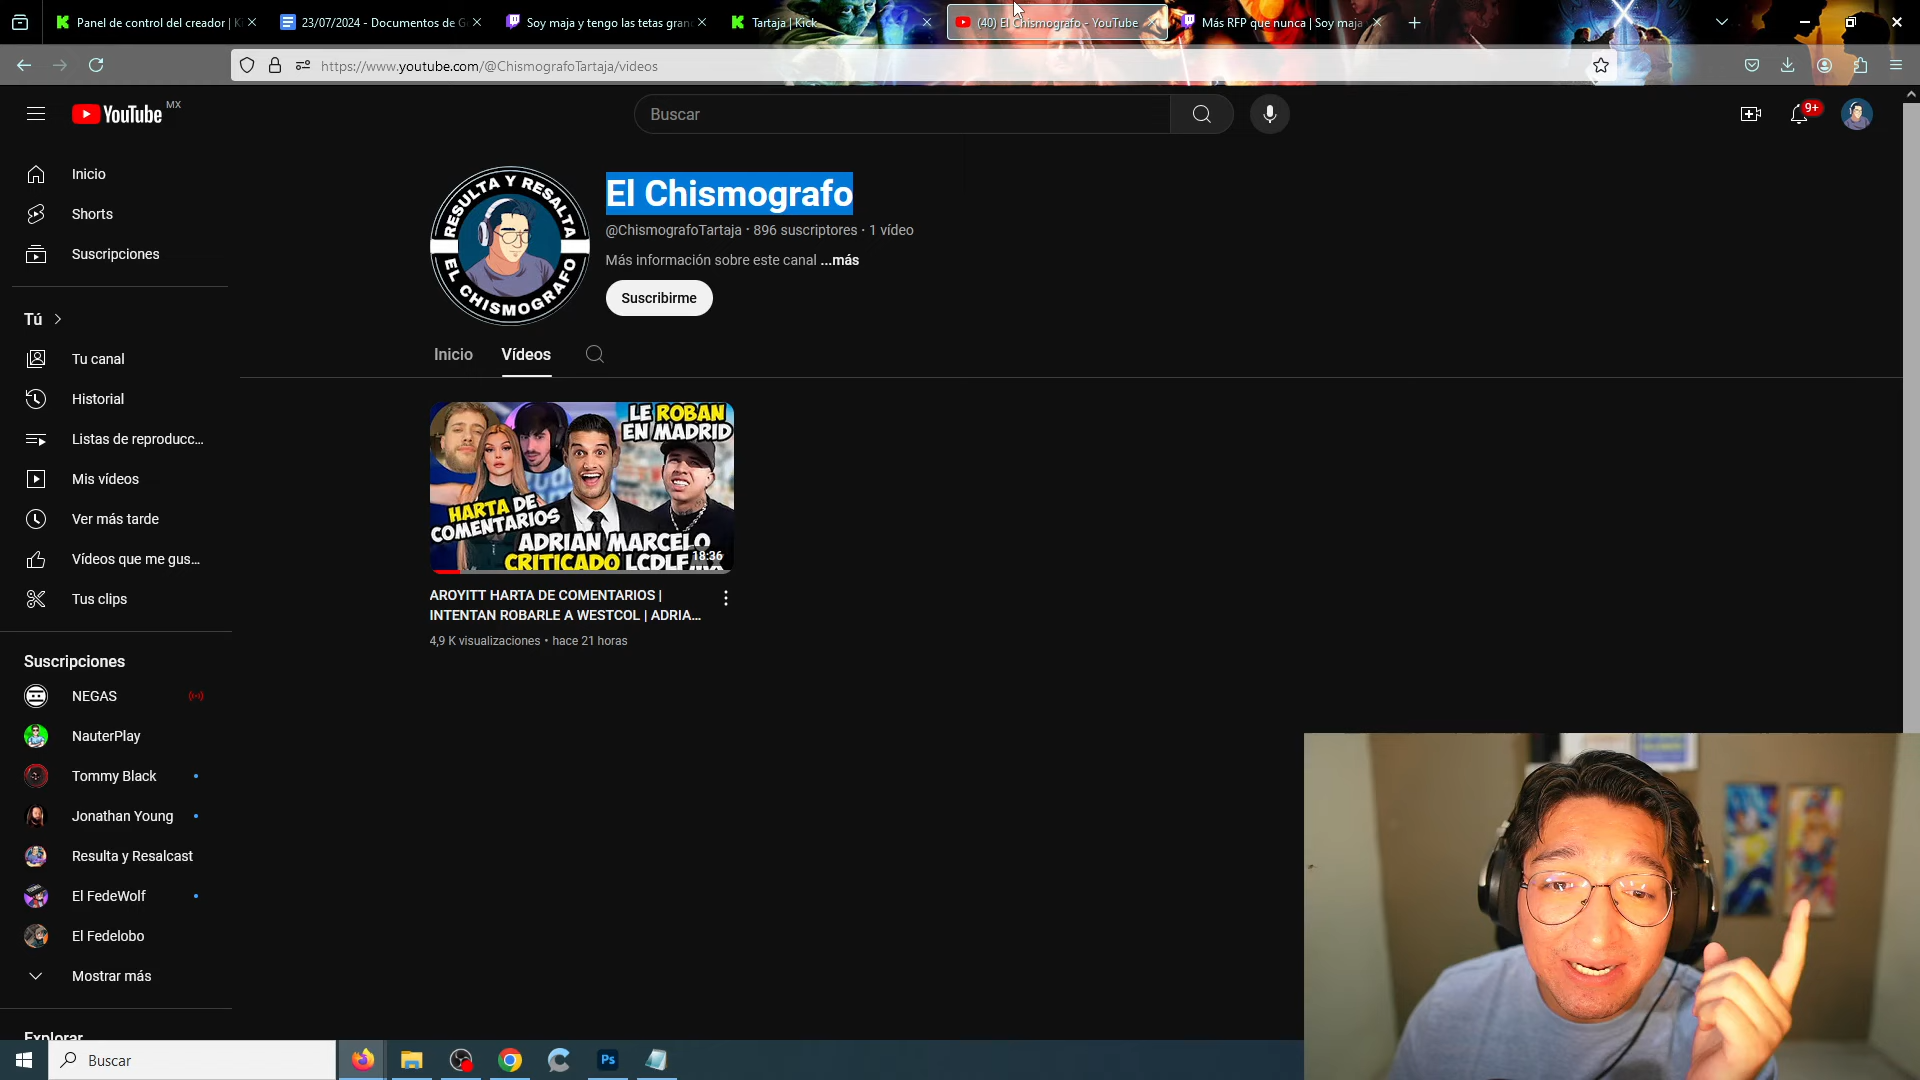 Panel de control del creador | K
23/07/2024 - Documentos de G
Soy maja y tengo las tetas gran
Tartaja | Kick
(40) El Chismografo - YouTube
Más RFP que nunca | Soy maja
https://www.youtube.com/@ChismografoTartaja/videos
YouTube MX
Buscar
9+
Inicio
Shorts
Suscripciones
Tú
Tu canal
Historial
Listas de reproducc...
Mis vídeos
Ver más tarde
Vídeos que me gus...
Tus clips
Suscripciones
NEGAS
NauterPlay
Tommy Black
Jonathan Young
Resulta y Resalcast
El FedeWolf
El Fedelobo
Mostrar más
Explorar
RESULTA Y RESALTA
EL CHISMOGRAFO
El Chismografo
@ChismografoTartaja · 896 suscriptores · 1 vídeo
Más información sobre este canal ...más
Suscribirme
Inicio
Vídeos
LE ROBAN
EN MADRID
HARTA DE
COMENTARIOS
ADRIAN MARCELO
CRITICADO LCDLFMX
18:36
AROYITT HARTA DE COMENTARIOS |
INTENTAN ROBARLE A WESTCOL | ADRIA...
4,9 K visualizaciones · hace 21 horas
Buscar
Ps